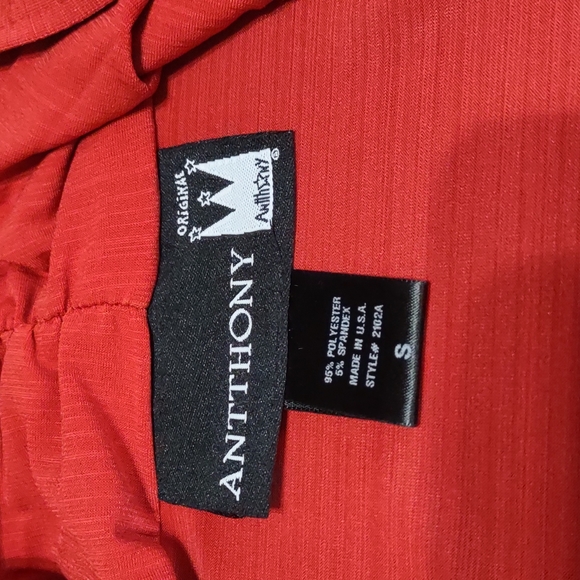 ORIGINAL
Antthony®
ANTTHONY
95% POLYESTER
5% SPANDEX
MADE IN U.S.A.
STYLE# 2102A
S